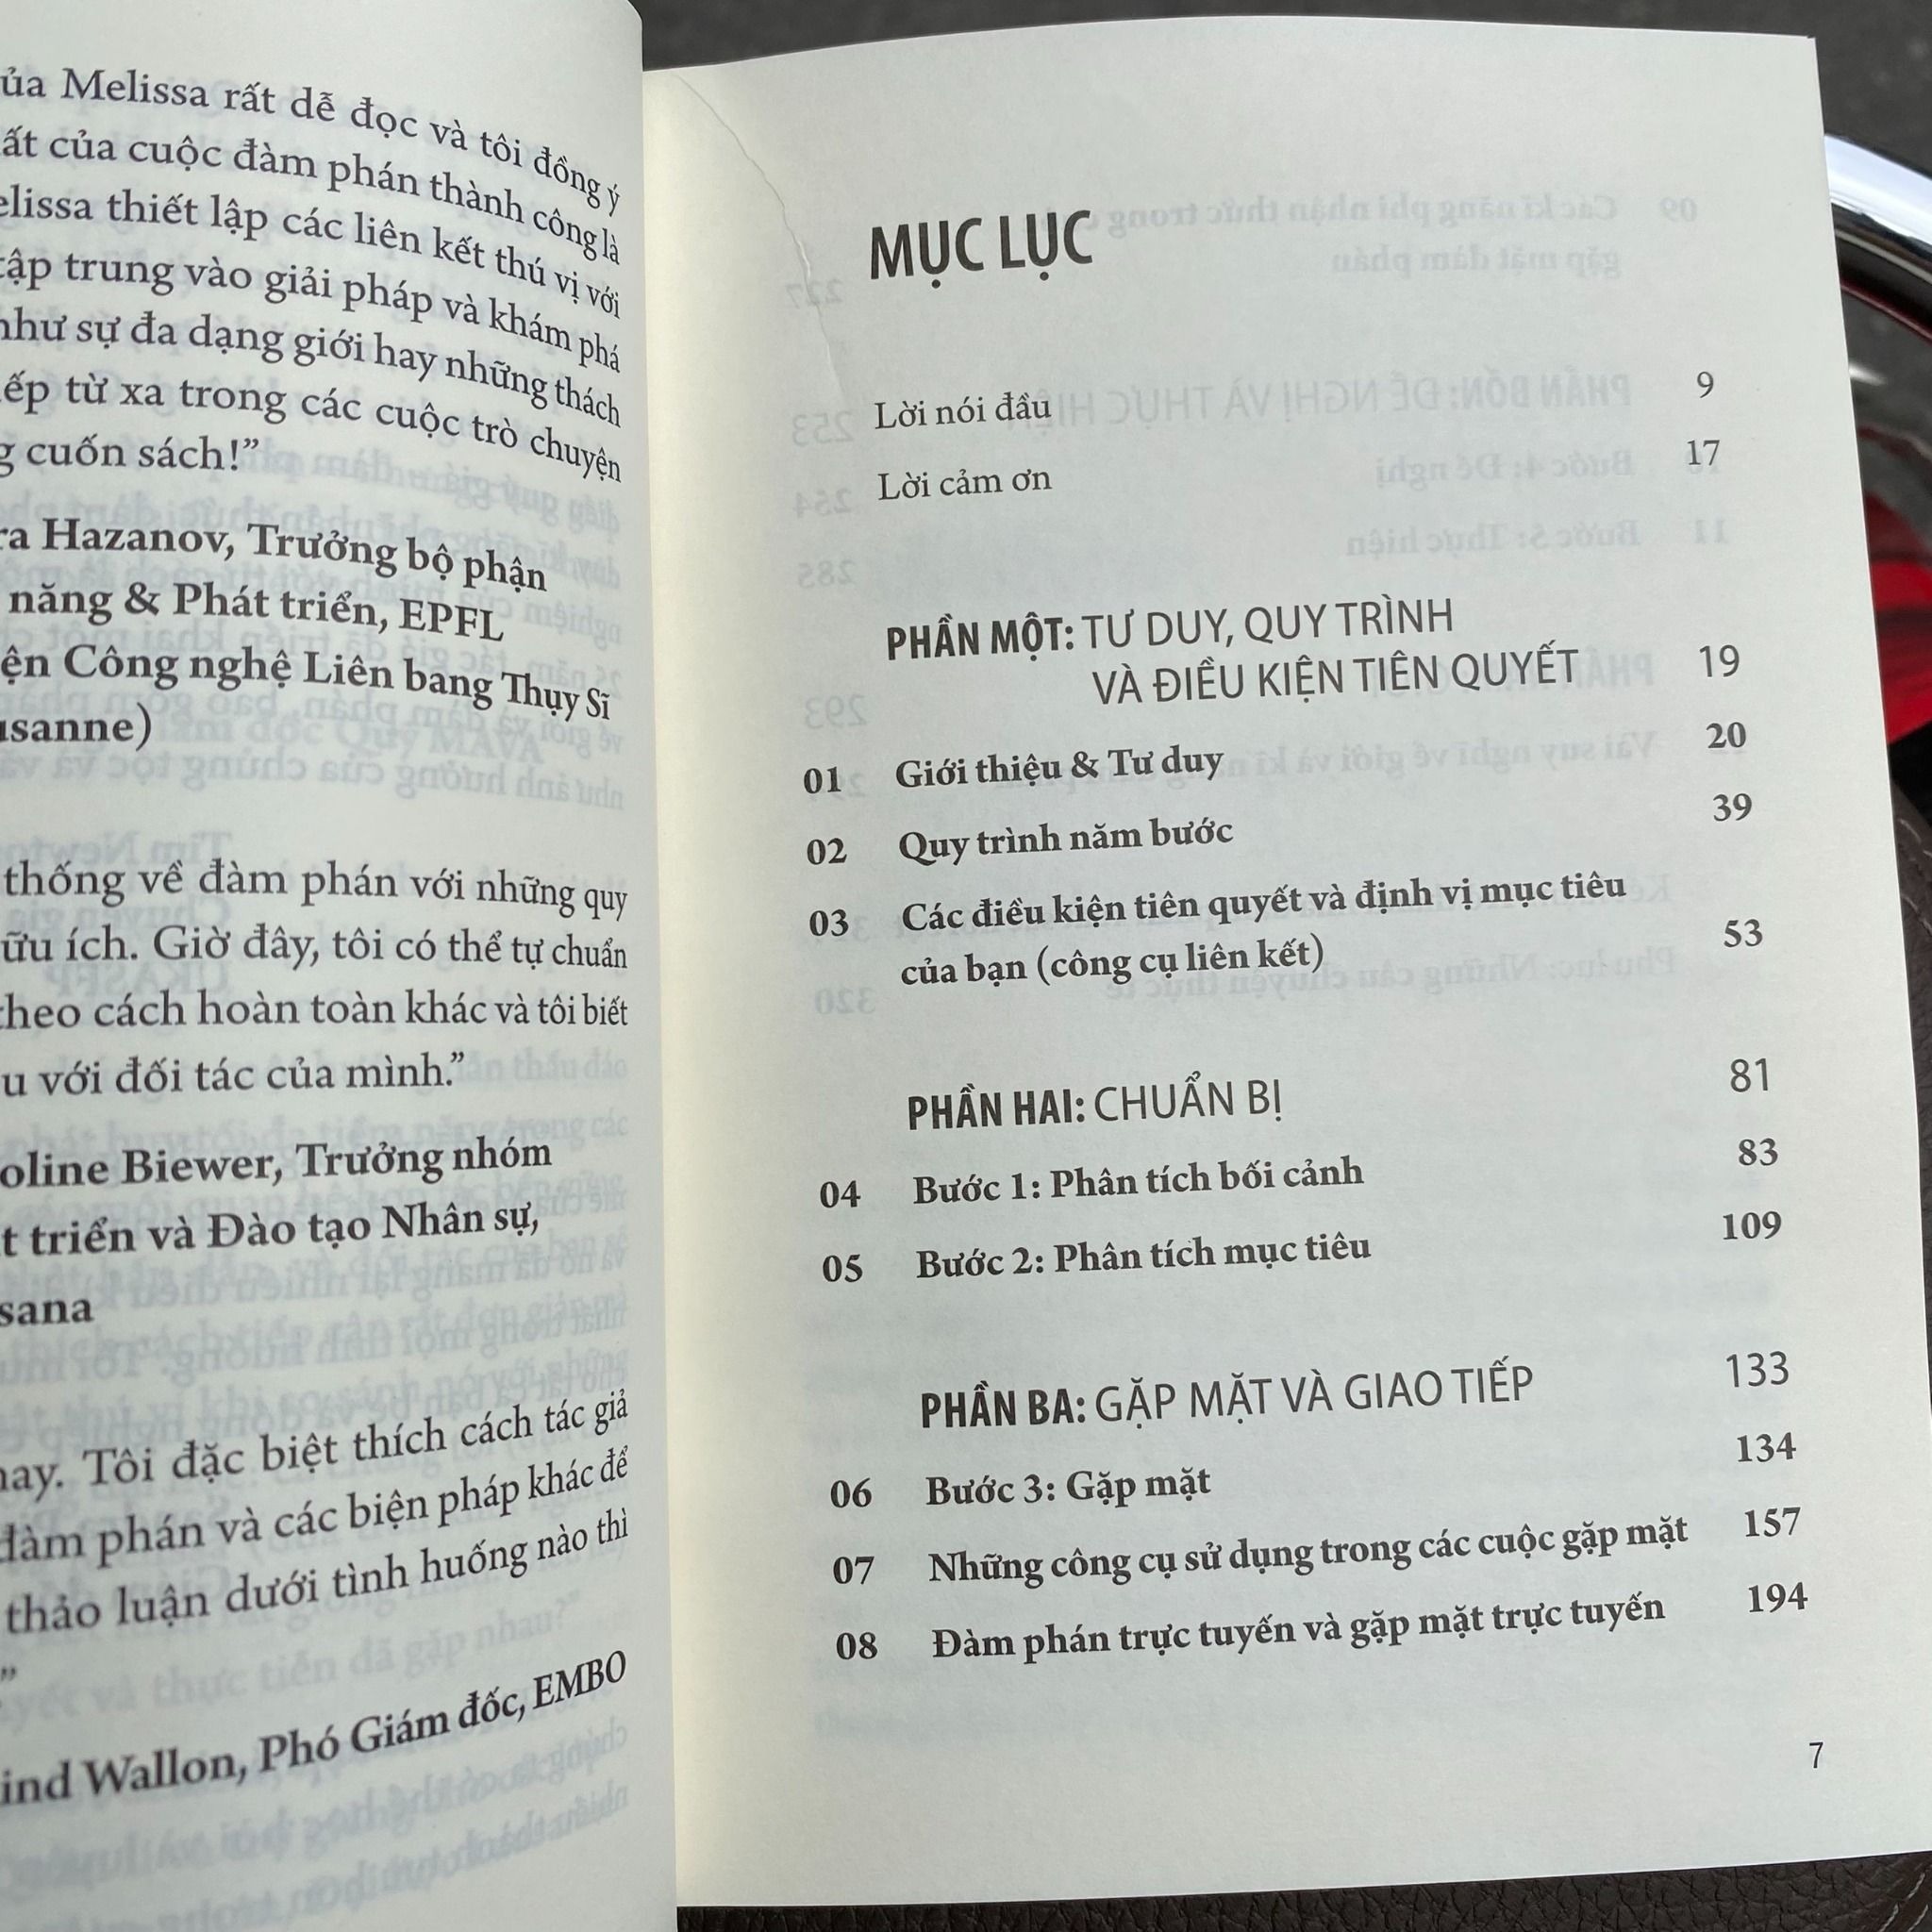 của Melissa rất dễ đọc và tôi đồng ý
ất của cuộc đàm phán thành công là
elissa thiết lập các liên kết thú vị với
tập trung vào giải pháp và khám phá
như sự đa dạng giới hay những thách
ếp từ xa trong các cuộc trò chuyện
g cuốn sách!”
ra Hazanov, Trưởng bộ phận
năng & Phát triển, EPFL
ện Công nghệ Liên bang Thụy Sĩ
usanne)
thống về đàm phán với những quy
ữu ích. Giờ đây, tôi có thể tự chuẩn
theo cách hoàn toàn khác và tôi biết
u với đối tác của mình.”
oline Biewer, Trưởng nhóm
t triển và Đào tạo Nhân sự,
sana
hay. Tôi đặc biệt thích cách tác giả
đàm phán và các biện pháp khác để
thảo luận dưới tình huống nào thì
”
ind Wallon, Phó Giám đốc, EMBO
MỤC LỤC
Lời nói đầu 9
Lời cảm ơn 17
PHẦN MỘT: TƯ DUY, QUY TRÌNH
VÀ ĐIỀU KIỆN TIÊN QUYẾT 19
01 Giới thiệu & Tư duy 20
02 Quy trình năm bước 39
03 Các điều kiện tiên quyết và định vị mục tiêu
của bạn (công cụ liên kết) 53
PHẦN HAI: CHUẨN BỊ 81
04 Bước 1: Phân tích bối cảnh 83
05 Bước 2: Phân tích mục tiêu 109
PHẦN BA: GẶP MẶT VÀ GIAO TIẾP 133
06 Bước 3: Gặp mặt 134
07 Những công cụ sử dụng trong các cuộc gặp mặt 157
08 Đàm phán trực tuyến và gặp mặt trực tuyến 194
7